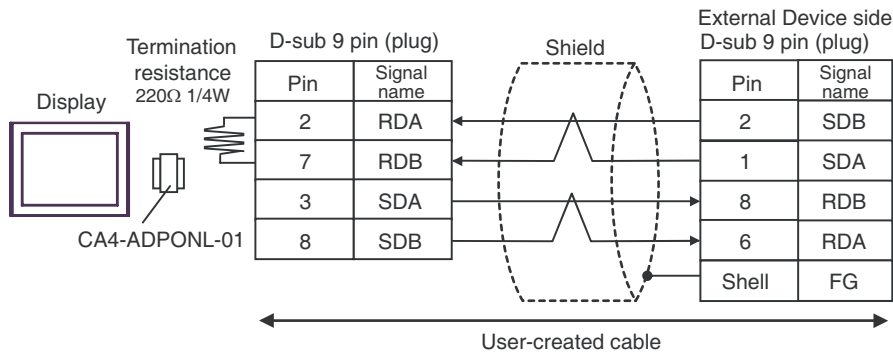 External Device side
D-sub 9 pin (plug)
D-sub 9 pin (plug)
Shield
Termination
resistance
220Ω 1/4W
Display
CA4-ADPONL-01
Pin Signal name
2 RDA
7 RDB
3 SDA
8 SDB
Pin Signal name
2 SDB
1 SDA
8 RDB
6 RDA
Shell FG
User-created cable